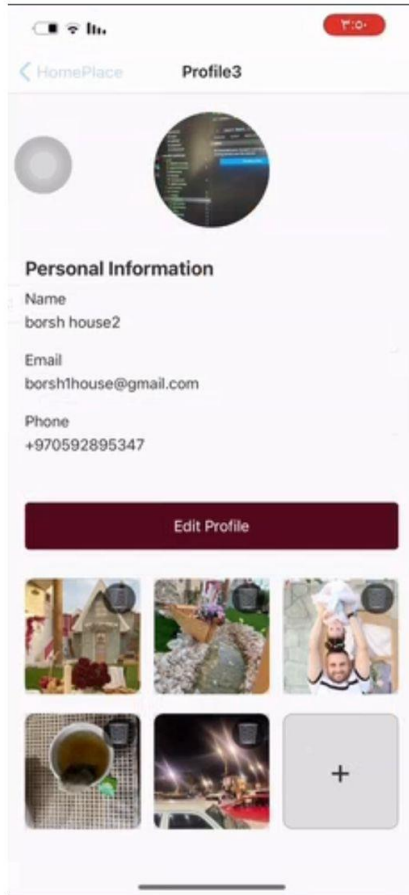 ٣:٥٠
HomePlace
Profile3
Personal Information
Name
borsh house2
Email
borsh1house@gmail.com
Phone
+970592895347
Edit Profile
+